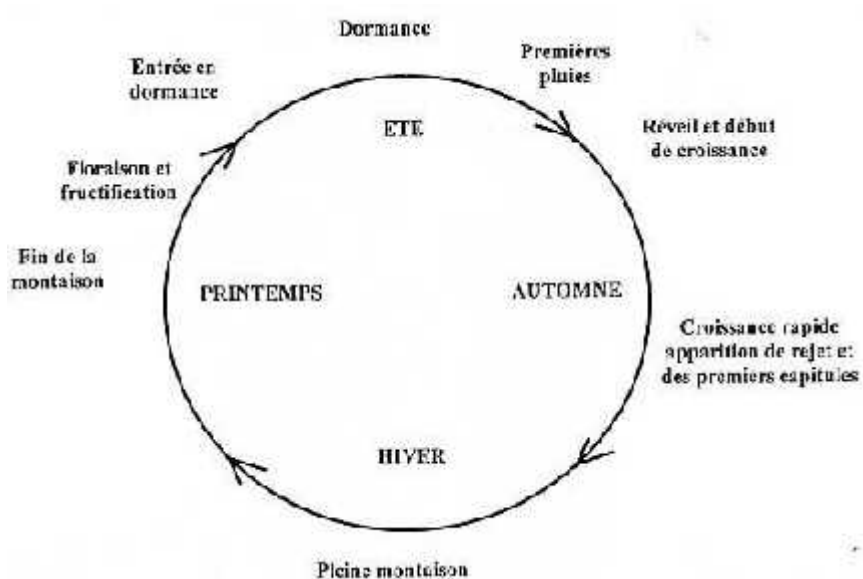 Dormance
Premières
pluies
Entrée en
dormance
ETE
Réveil et début
de croissance
Floraison et
fructification
Fin de la
montaison
PRINTEMPS
AUTOMNE
Croissance rapide
apparition de rejet et
des premiers capitules
HIVER
Pleine montaison